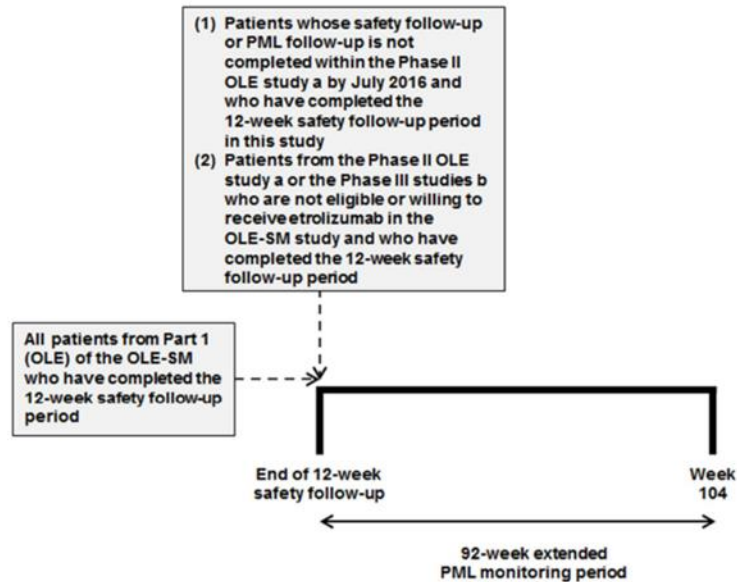 (1) Patients whose safety follow-up
or PML follow-up is not
completed within the Phase II
OLE study a by July 2016 and
who have completed the
12-week safety follow-up period
in this study
(2) Patients from the Phase II OLE
study a or the Phase III studies b
who are not eligible or willing to
receive etrolizumab in the
OLE-SM study and who have
completed the 12-week safety
follow-up period
All patients from Part 1
(OLE) of the OLE-SM
who have completed the
12-week safety follow-up
period
End of 12-week
safety follow-up
Week
104
92-week extended
PML monitoring period